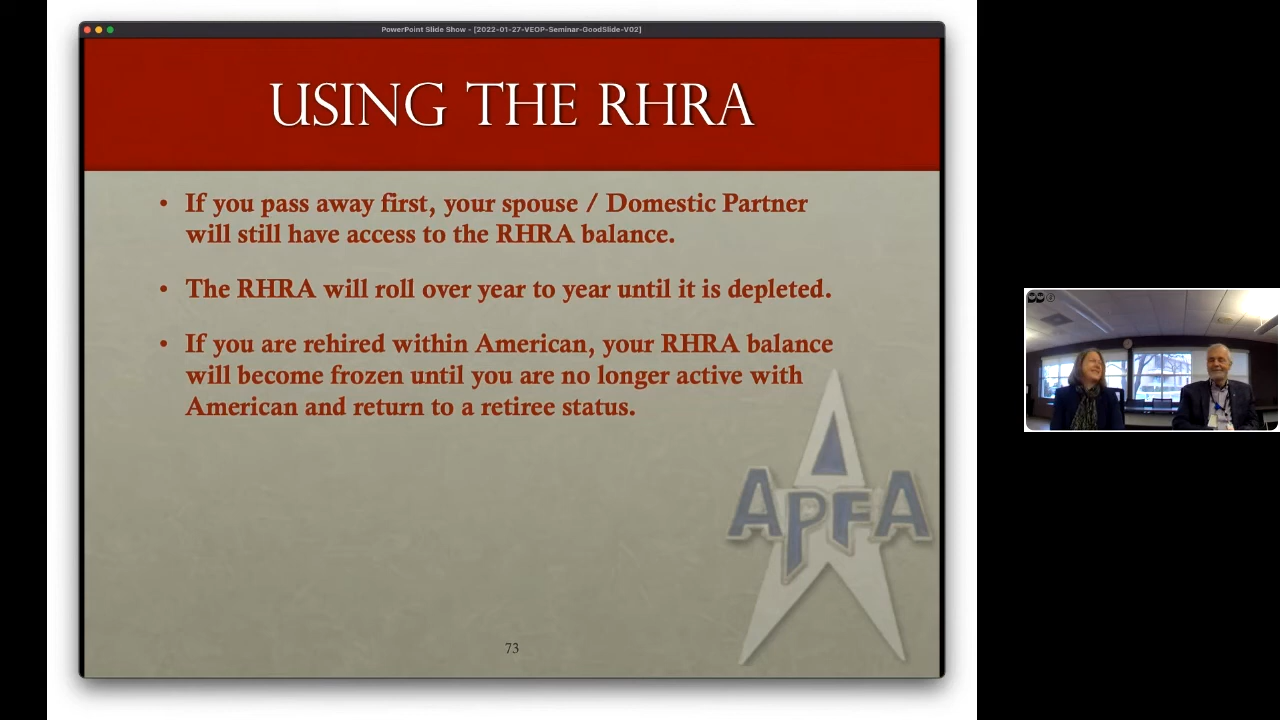 PowerPoint Slide Show - [2022-01-27-VEOP-Seminar-GoodSlide-V02]
USING THE RHRA
• If you pass away first, your spouse / Domestic Partner
will still have access to the RHRA balance.
• The RHRA will roll over year to year until it is depleted.
• If you are rehired within American, your RHRA balance
will become frozen until you are no longer active with
American and return to a retiree status.
APFA
73